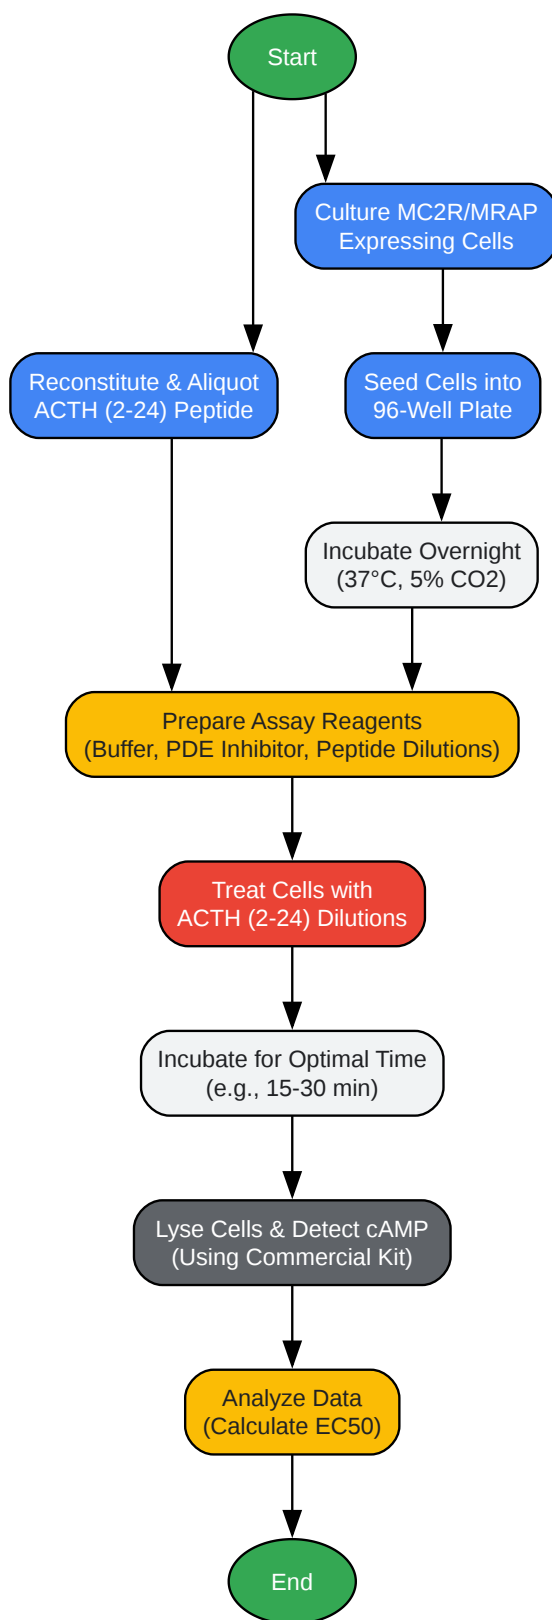 Start
Culture MC2R/MRAP
Expressing Cells
Reconstitute & Aliquot
ACTH (2-24) Peptide
Seed Cells into
96-Well Plate
Incubate Overnight
(37°C, 5% CO2)
Prepare Assay Reagents
(Buffer, PDE Inhibitor, Peptide Dilutions)
Treat Cells with
ACTH (2-24) Dilutions
Incubate for Optimal Time
(e.g., 15-30 min)
Lyse Cells & Detect cAMP
(Using Commercial Kit)
Analyze Data
(Calculate EC50)
End